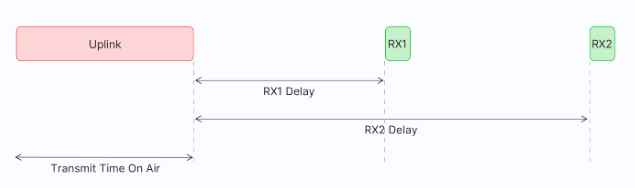 Uplink
RX1
RX2
RX1 Delay
RX2 Delay
Transmit Time On Air